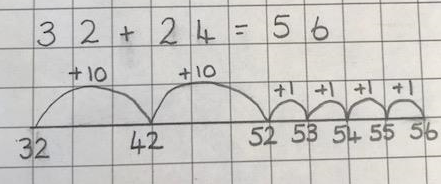 32 + 24 = 56
+10 +10 +1 +1 +1 +1
32 42 52 53 54 55 56